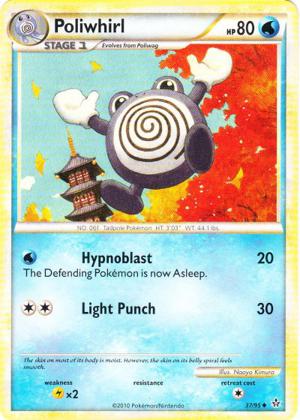 Poliwhirl HP 80
STAGE 1 Evolves from Poliwag
NO. 061 Tadpole Pokémon HT. 3'03" WT. 44.1 lbs.
Hypnoblast 20
The Defending Pokémon is now Asleep.
Light Punch 30
The skin on most of its body is moist. However, the skin on its belly spiral feels
smooth.
Illus. Naoyo Kimura
weakness resistance retreat cost
×2
©2010 Pokémon/Nintendo 37/95